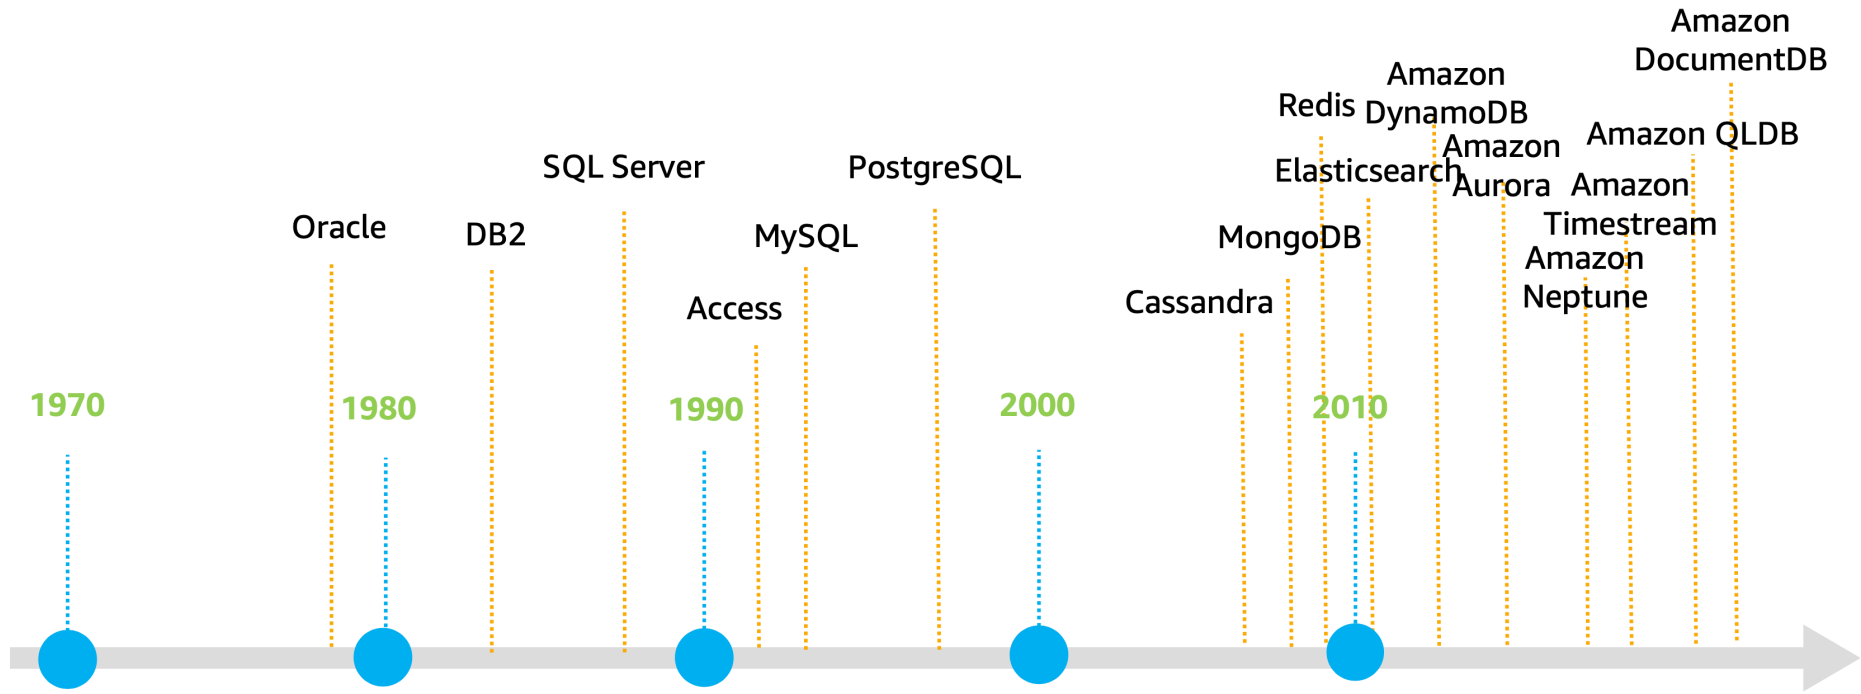 Amazon
DocumentDB
Amazon
DynamoDB
Redis
Amazon QLDB
Amazon
Aurora
SQL Server
PostgreSQL
Elasticsearch
Amazon
Timestream
Oracle
DB2
MySQL
MongoDB
Amazon
Neptune
Access
Cassandra
1970
1980
1990
2000
2010